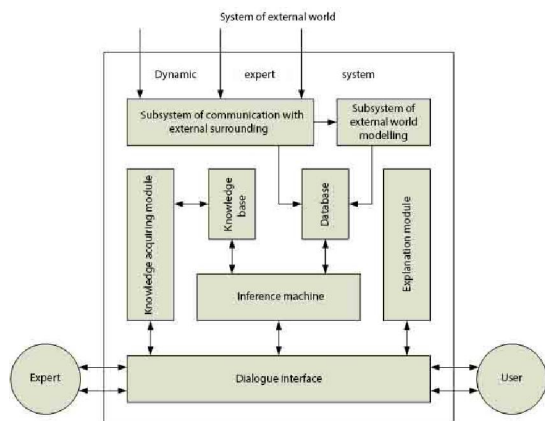 System of external world
Dynamic expert system
Subsystem of communication with
external surrounding
Subsystem of
external world
modelling
Knowledge acquiring module
Knowledge
base
Database
Explanation module
Inference machine
Expert
Dialogue interface
User